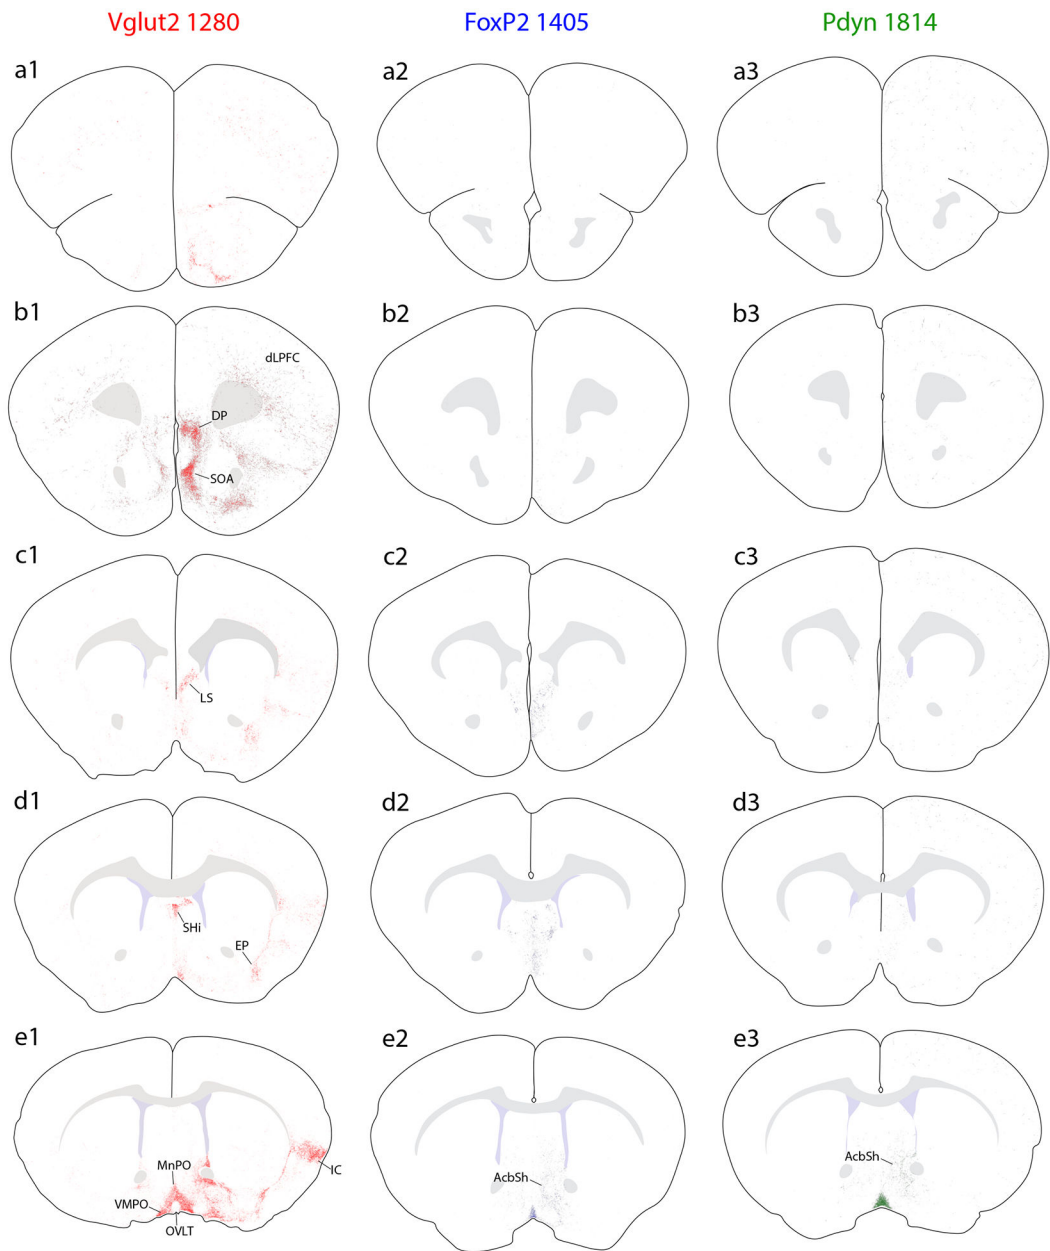 Vglut2 1280 FoxP2 1405 Pdyn 1814
a1 a2 a3
b1 b2 b3
dLPFC
DP
SOA
c1 c2 c3
LS
d1 d2 d3
SHi
EP
e1 e2 e3
MnPO
IC
VMPO
OVLT
AcbSh
AcbSh